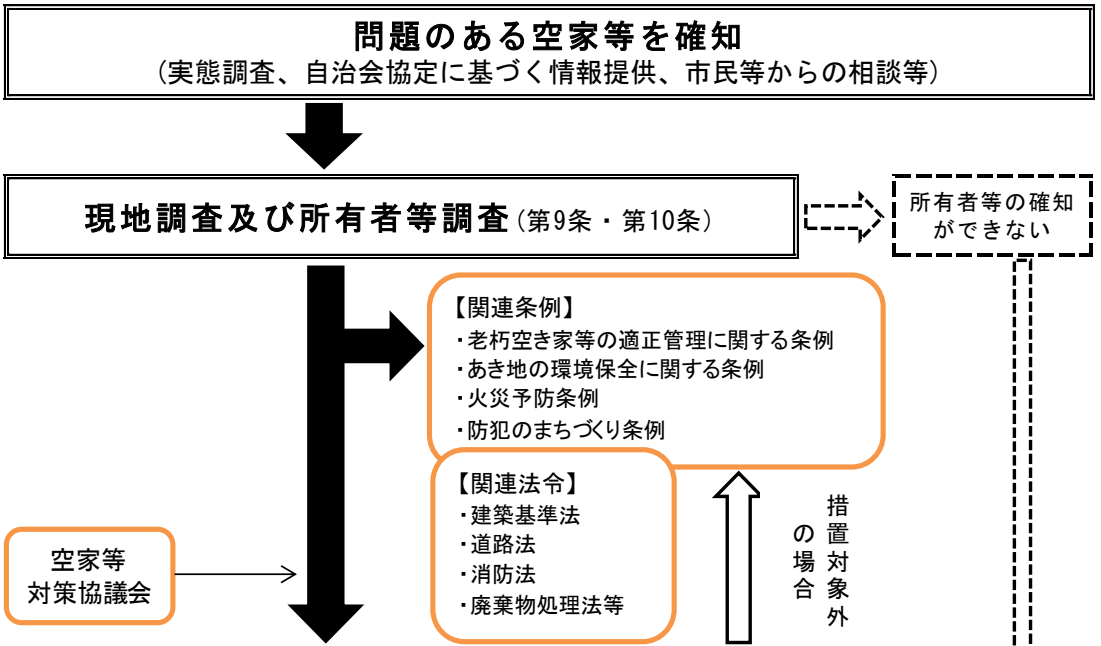 問題のある空家等を確知
（実態調査、自治会協定に基づく情報提供、市民等からの相談等）
現地調査及び所有者等調査（第9条・第10条）
所有者等の確知
ができない
【関連条例】
・老朽空き家等の適正管理に関する条例
・あき地の環境保全に関する条例
・火災予防条例
・防犯のまちづくり条例
【関連法令】
・建築基準法
・道路法
・消防法
・廃棄物処理法等
措置対象外
の場合
空家等
対策協議会